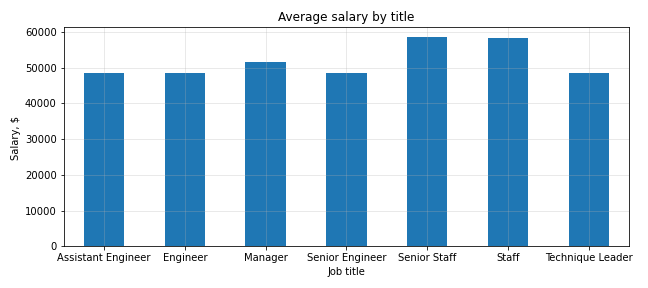 Average salary by title
Salary, $
60000
50000
40000
30000
20000
10000
0
Assistant Engineer Engineer Manager Senior Engineer Senior Staff Staff Technique Leader
Job title